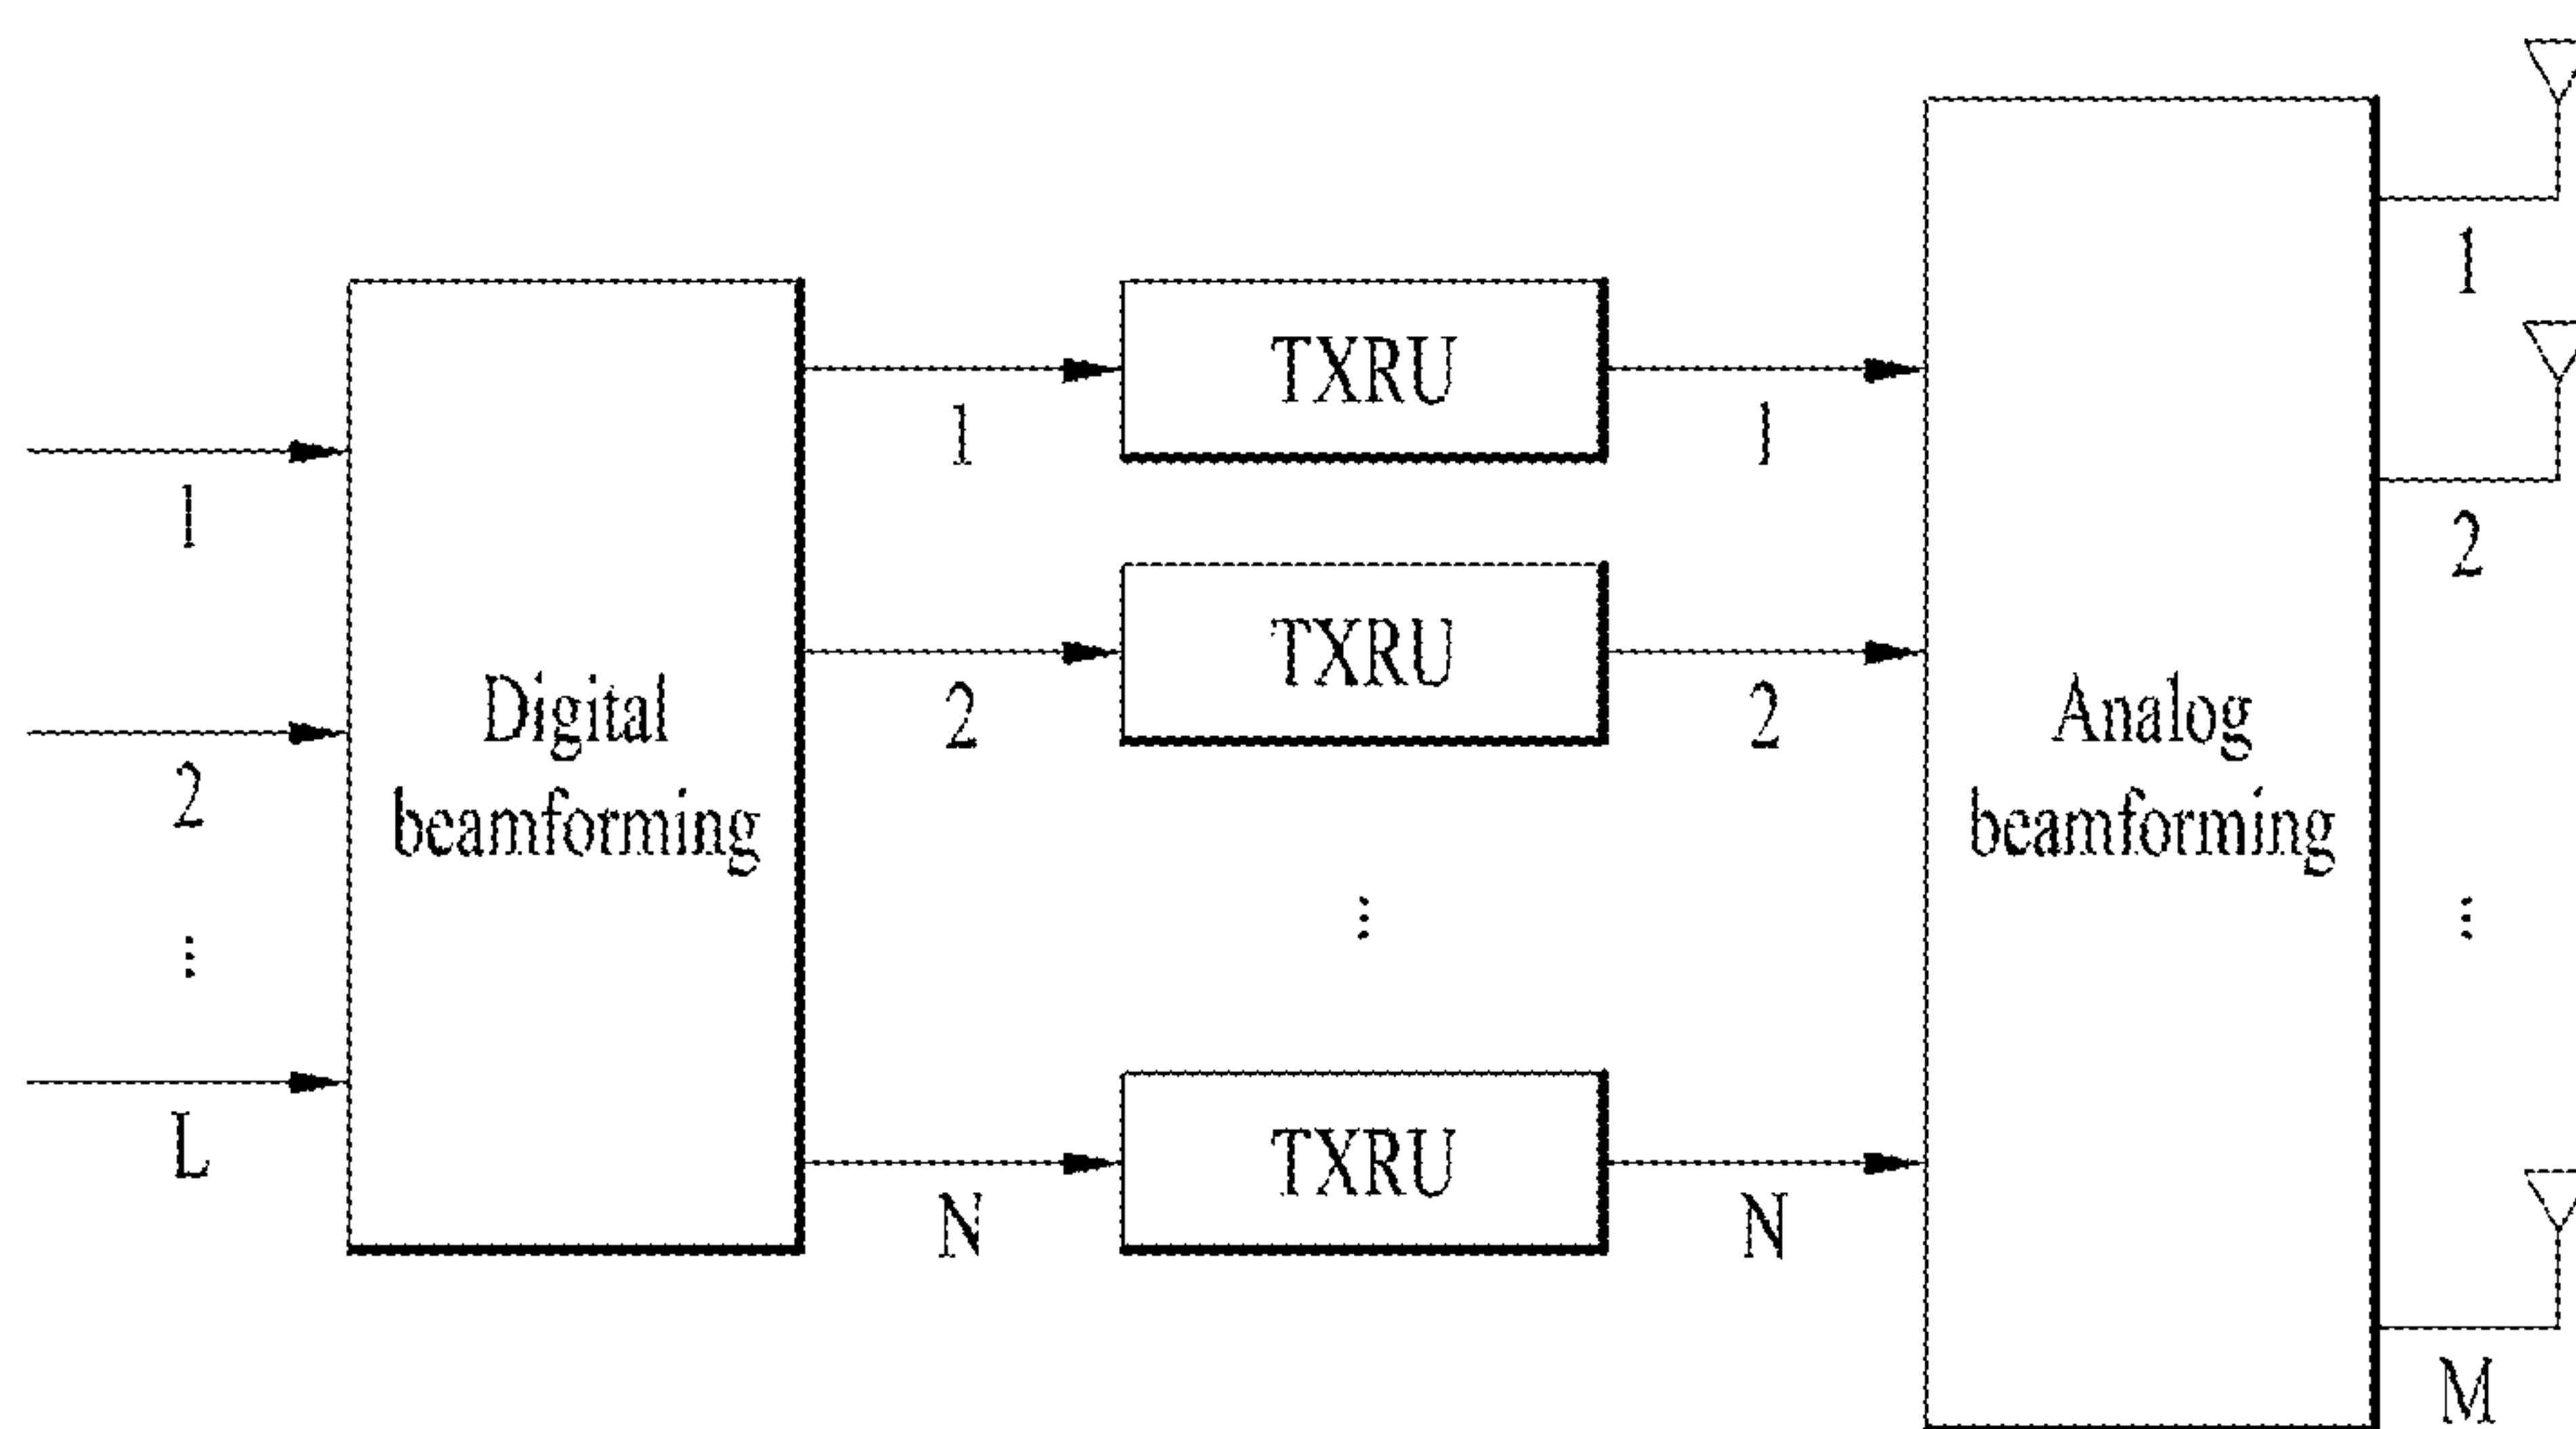 1
2
⋮
L
Digital
beamforming
1
2
N
TXRU
TXRU
⋮
TXRU
1
2
N
Analog
beamforming
1
2
⋮
M